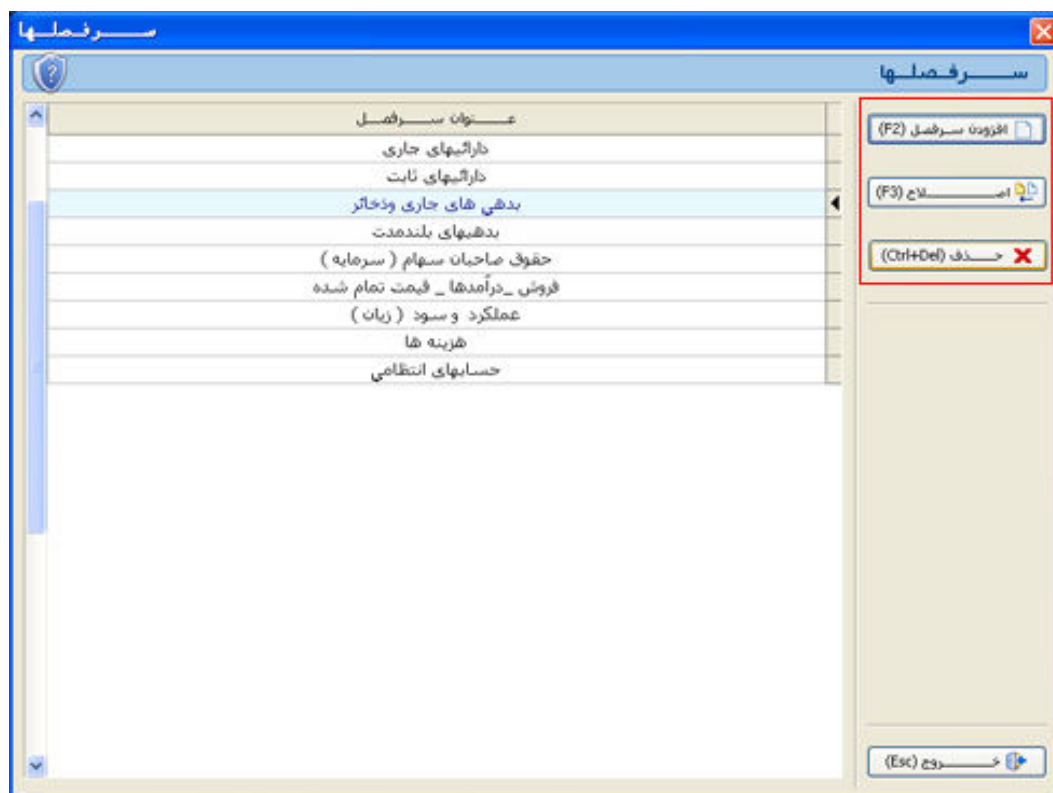 سرفصلها
سرفصلها
عنوان سرفصل
دارائیهای جاری
دارائیهای ثابت
بدهي های جاری وذخائر
بدهیهای بلندمدت
حقوق صاحبان سهام ( سرمایه )
فروش _درآمدها _ قیمت تمام شده
عملکرد و سود ( زیان )
هزینه ها
حسابهای انتظامي
افزودن سرفصل (F2)
اصلاح (F3)
حذف (Ctrl+Del)
خروج (Esc)